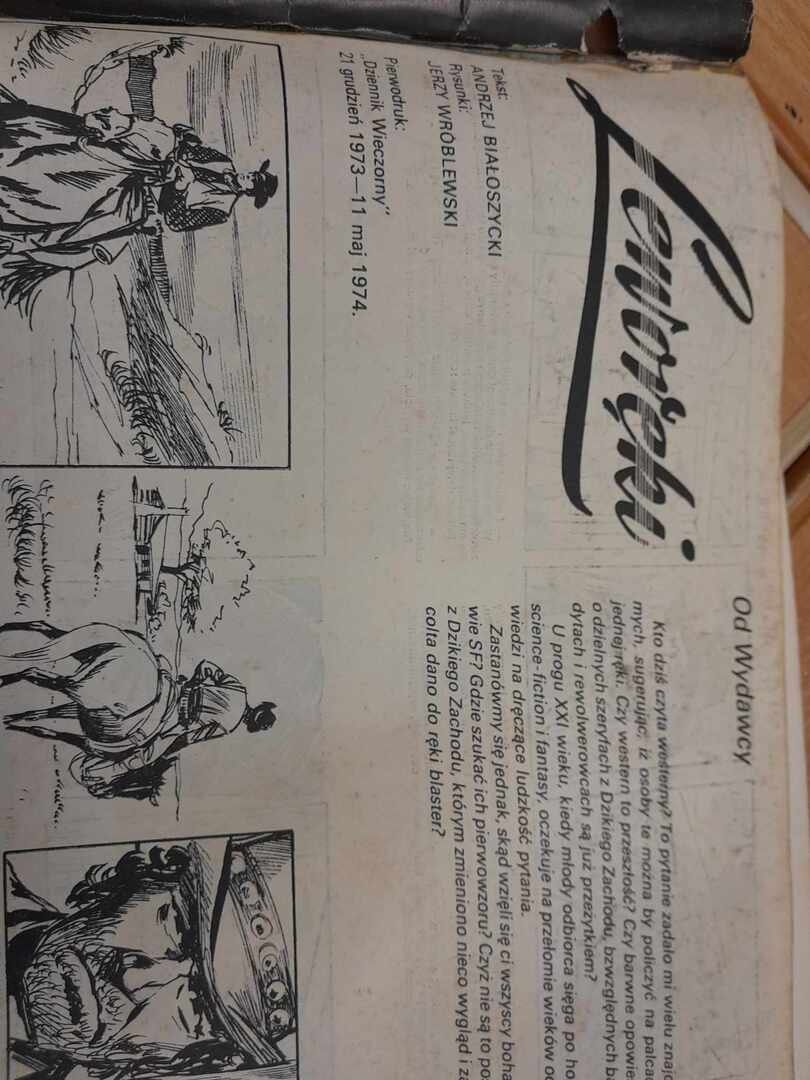 Leworęki
Tekst:
ANDRZEJ BIAŁOSZYCKI
Rysunki:
JERZY WRÓBLEWSKI
Pierwodruk:
„Dziennik Wieczorny”
21 grudzień 1973—11 maj 1974.
Od Wydawcy
Kto dziś czyta westerny? To pytanie zadało mi wielu znajo
mych, sugerując, iż osoby te można by policzyć na palca
jednej ręki. Czy western to przeszłość? Czy barwne opowie
o dzielnych szeryfach z Dzikiego Zachodu, bzwzględnych ba
dytach i rewolwerowcach są już przeżytkiem?
U progu XXI wieku, kiedy młody odbiorca sięga po ho
science-fiction i fantasy, oczekuje na przełomie wieków od
wiedzi na dręczące ludzkość pytania.
Zastanówmy się jednak, skąd wzięli się ci wszyscy boha
wie SF? Gdzie szukać ich pierwowzoru? Czyż nie są to pos
z Dzikiego Zachodu, którym zmieniono nieco wygląd i za
colta dano do ręki blaster?